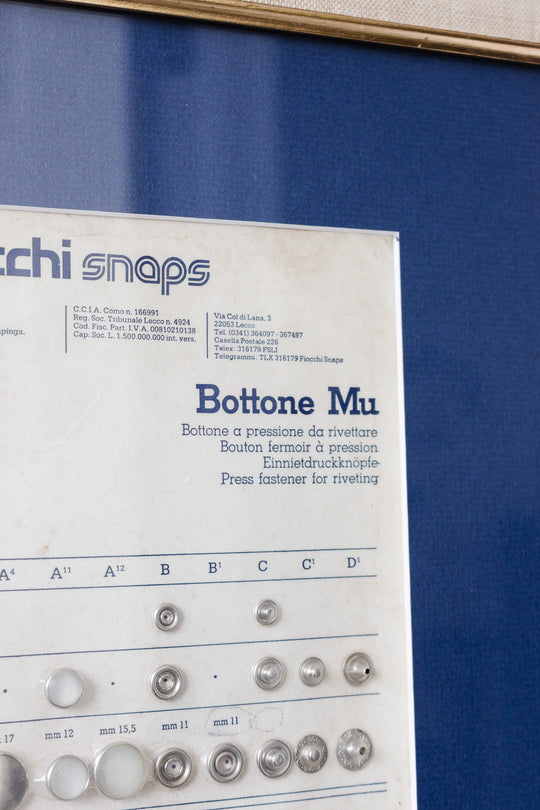 cchi snaps
pings.
C.C.I.A. Como n. 166991
Reg. Soc. Tribunale Lecco n. 4924
Cod. Fisc. Part. I.V.A. 00810210138
Cap: Soc. L. 1.500.000.000 int. vers.
Via Col di Lana, 3
22053 Lecco
Tel. (0341) 364097 - 367487
Casella Postale 226
Telex: 316179 FSLI
Telegrammi: TLX 316179 Fiocchi Snaps
Bottone Mu
Bottone a pressione da rivettare
Bouton fermoir à pression
Einnietdruckknöpfe
Press fastener for riveting
A⁴ A¹¹ A¹² B B¹ C C¹ D¹
17 mm 12 mm 15,5 mm 11 mm 11